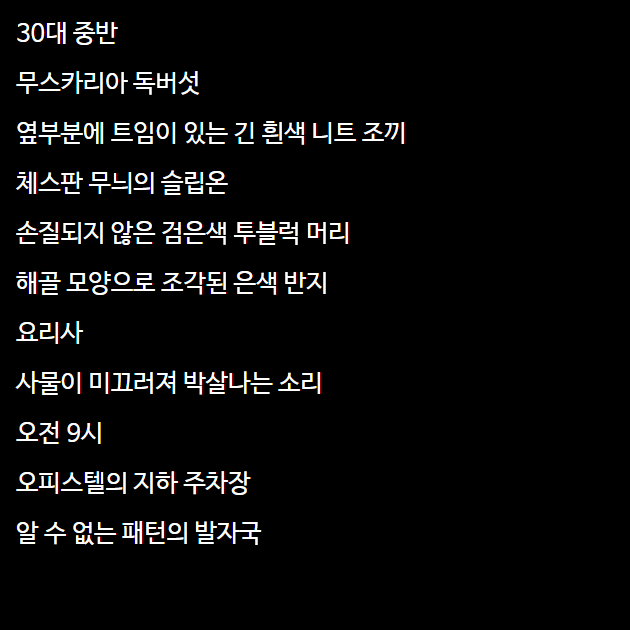 30대 중반
무스카리아 독버섯
옆부분에 트임이 있는 긴 흰색 니트 조끼
체스판 무늬의 슬립온
손질되지 않은 검은색 투블럭 머리
해골 모양으로 조각된 은색 반지
요리사
사물이 미끄러져 박살나는 소리
오전 9시
오피스텔의 지하 주차장
알 수 없는 패턴의 발자국